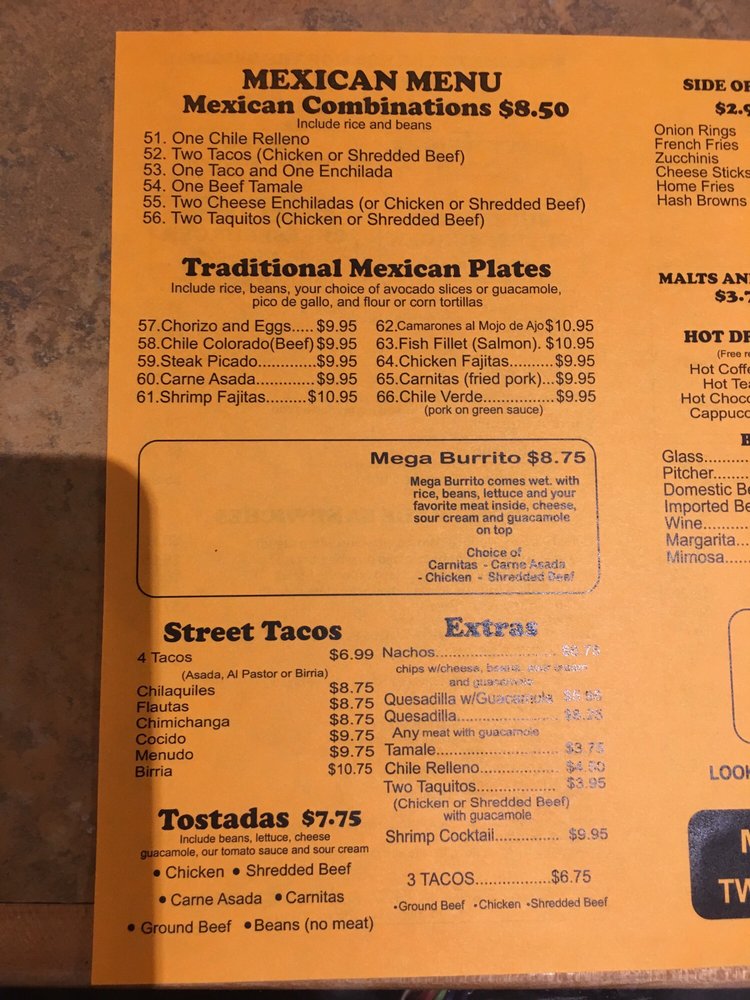 MEXICAN MENU
Mexican Combinations $8.50
Include rice and beans
51. One Chile Relleno
52. Two Tacos (Chicken or Shredded Beef)
53. One Taco and One Enchilada
54. One Beef Tamale
55. Two Cheese Enchiladas (or Chicken or Shredded Beef)
56. Two Taquitos (Chicken or Shredded Beef)
Traditional Mexican Plates
Include rice, beans, your choice of avocado slices or guacamole,
pico de gallo, and flour or corn tortillas
57.Chorizo and Eggs..... $9.95
58.Chile Colorado(Beef) $9.95
59.Steak Picado.............$9.95
60.Carne Asada.............$9.95
61.Shrimp Fajitas.........$10.95
62.Camarones al Mojo de Ajo $10.95
63.Fish Fillet (Salmon). $10.95
64.Chicken Fajitas..........$9.95
65.Carnitas (fried pork)...$9.95
66.Chile Verde.................$9.95
(pork on green sauce)
Mega Burrito $8.75
Mega Burrito comes wet. with
rice, beans, lettuce and your
favorite meat inside, cheese,
sour cream and guacamole
on top
Choice of
Carnitas - Carne Asada
- Chicken - Shredded Beef
Street Tacos
4 Tacos $6.99
(Asada, Al Pastor or Birria)
Chilaquiles $8.75
Flautas $8.75
Chimichanga $8.75
Cocido $9.75
Menudo $9.75
Birria $10.75
Tostadas $7.75
Include beans, lettuce, cheese
guacamole, our tomato sauce and sour cream
• Chicken • Shredded Beef
• Carne Asada • Carnitas
• Ground Beef • Beans (no meat)
Extras
Nachos..........................
chips w/cheese, beans, sour cream
and guacamole
Quesadilla w/Guacamole
Quesadilla.....................
Any meat with guacamole
Tamale.......................... $3.75
Chile Relleno................ $4.50
Two Taquitos................. $3.95
(Chicken or Shredded Beef)
with guacamole
Shrimp Cocktail............... $9.95
3 TACOS................$6.75
•Ground Beef •Chicken •Shredded Beef
SIDE
Onion Rings
French Fries
Zucchinis
Cheese Sticks
Home Fries
Hash Browns
MALTS
HOT
(Free
Hot
Hot
Hot
Glass..........
Pitcher........
Domestic
Imported
Wine..........
Margarita...
Mimosa......